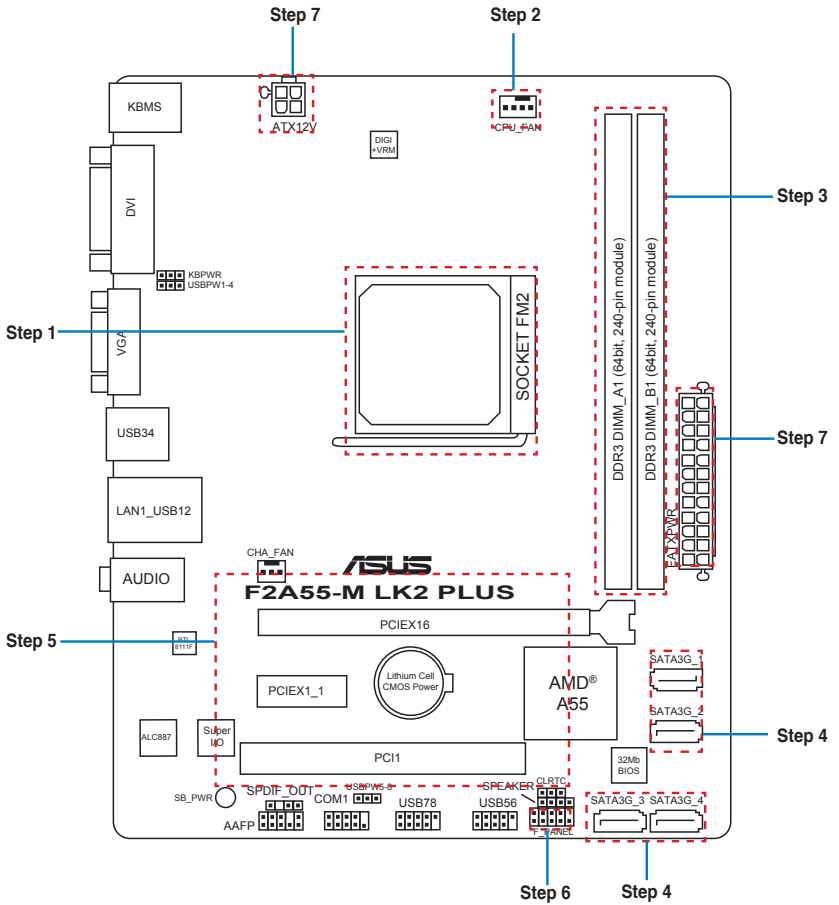 Step 7
Step 2
KBMS
ATX12V
CPU_FAN
DIGI
+VRM
Step 3
DVI
KBPWR
USBPW1-4
Step 1
VGA
SOCKET FM2
DDR3 DIMM_A1 (64bit, 240-pin module)
DDR3 DIMM_B1 (64bit, 240-pin module)
USB34
Step 7
LAN1_USB12
EATXPWR
CHA_FAN
ASUS
AUDIO
F2A55-M LK2 PLUS
PCIEX16
Step 5
RTL
8111F
SATA3G_1
Lithium Cell
CMOS Power
AMD®
A55
PCIEX1_1
SATA3G_2
ALC887
Super
I/O
Step 4
PCI1
32Mb
BIOS
SB_PWR
SPDIF_OUT
USBPW5-8
SPEAKER
CLRTC
COM1
USB78
USB56
SATA3G_3
SATA3G_4
AAFP
F_PANEL
Step 6
Step 4